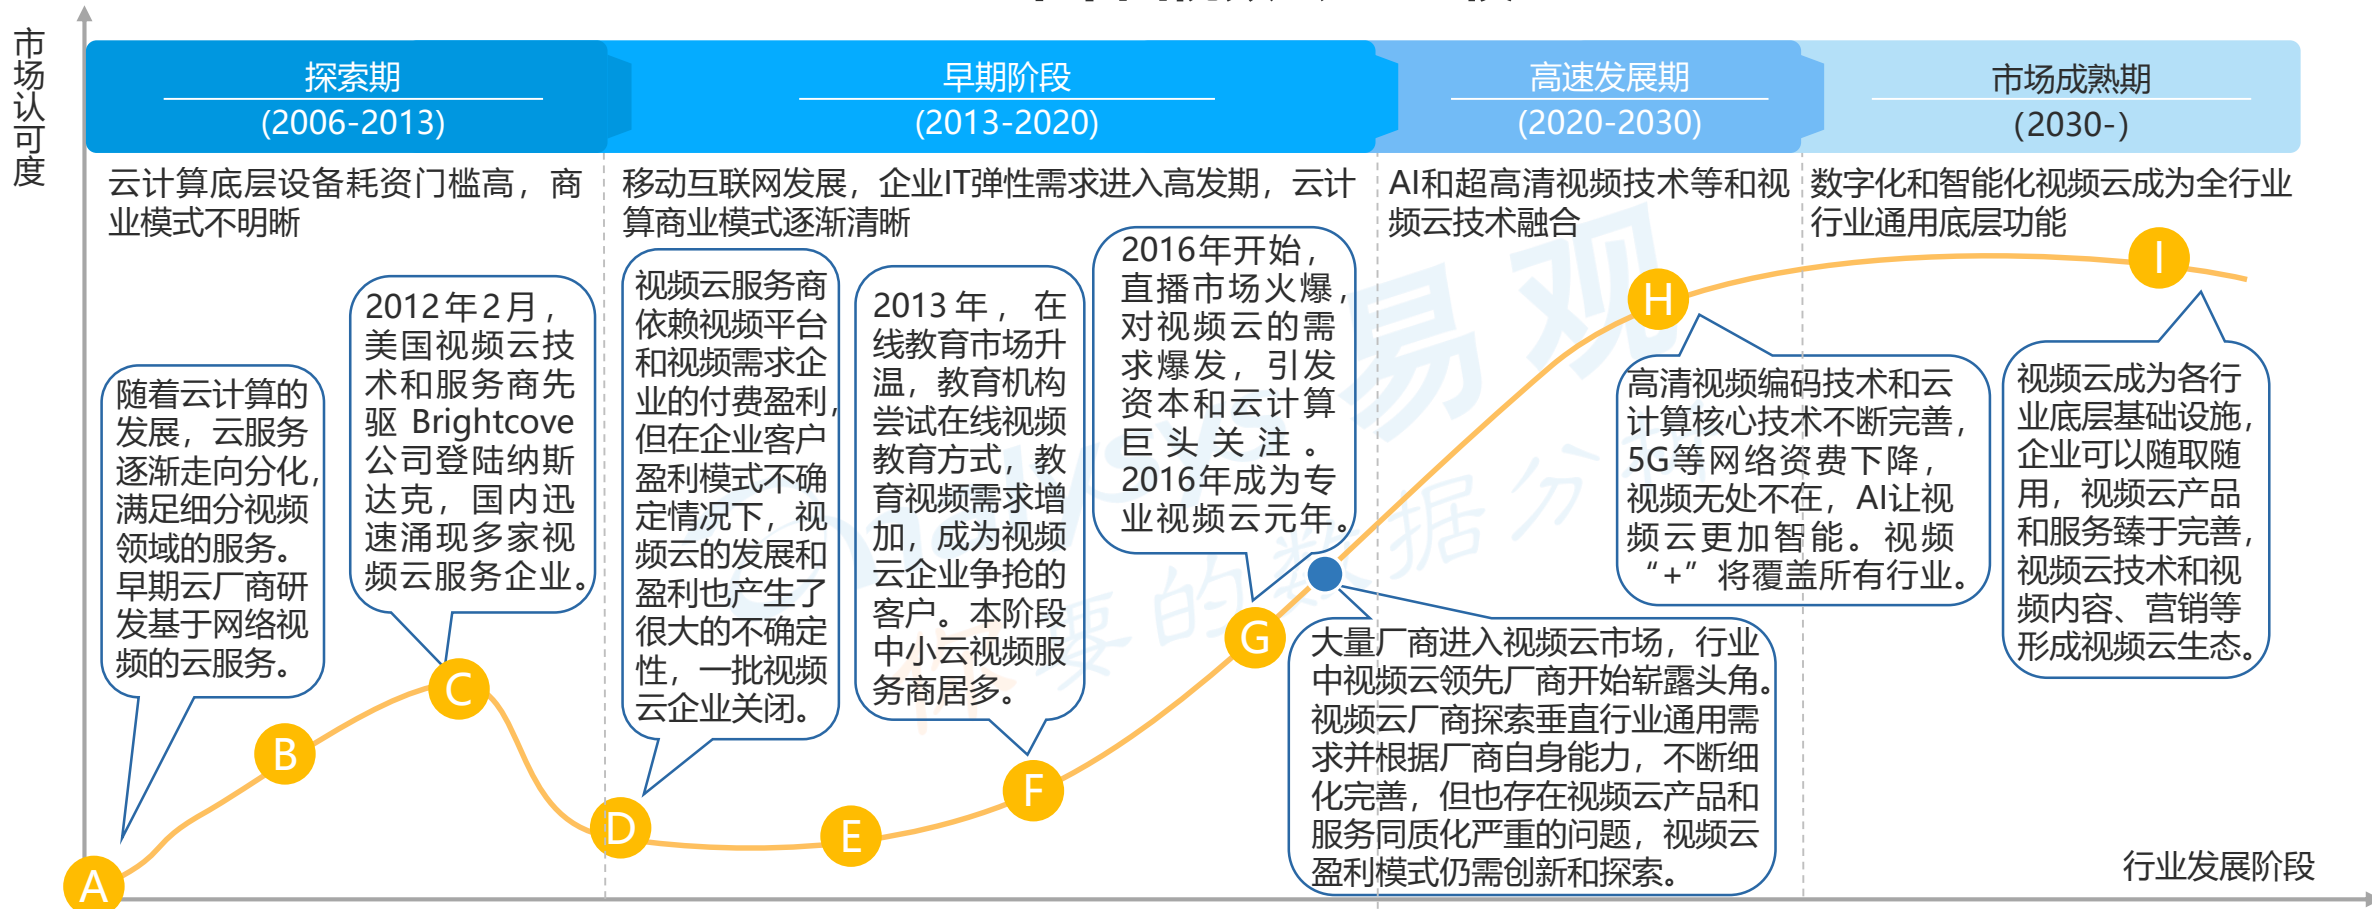 市场认可度
探索期
(2006-2013)
早期阶段
(2013-2020)
高速发展期
(2020-2030)
市场成熟期
(2030-)
云计算底层设备耗资门槛高，商
业模式不明晰
移动互联网发展，企业IT弹性需求进入高发期，云计
算商业模式逐渐清晰
AI和超高清视频技术等和视
频云技术融合
数字化和智能化视频云成为全行业
行业通用底层功能
随着云计算的
发展，云服务
逐渐走向分化，
满足细分视频
领域的服务。
早期云厂商研
发基于网络视
频的云服务。
2012年2月，
美国视频云技
术和服务商先
驱 Brightcove
公司登陆纳斯
达克，国内迅
速涌现多家视
频云服务企业。
视频云服务商
依赖视频平台
和视频需求企
业的付费盈利，
但在企业客户
盈利模式不确
定情况下，视
频云的发展和
盈利也产生了
很大的不确定
性，一批视频
云企业关闭。
2013年，在
线教育市场升
温，教育机构
尝试在线视频
教育方式，教
育视频需求增
加，成为视频
云企业争抢的
客户。本阶段
中小云视频服
务商居多。
2016年开始，
直播市场火爆，
对视频云的需
求爆发，引发
资本和云计算
巨头关注。
2016年成为专
业视频云元年。
大量厂商进入视频云市场，行业
中视频云领先厂商开始崭露头角。
视频云厂商探索垂直行业通用需
求并根据厂商自身能力，不断细
化完善，但也存在视频云产品和
服务同质化严重的问题，视频云
盈利模式仍需创新和探索。
高清视频编码技术和云
计算核心技术不断完善，
5G等网络资费下降，
视频无处不在，AI让视
频云更加智能。视频
“+”将覆盖所有行业。
视频云成为各行
业底层基础设施，
企业可以随取随
用，视频云产品
和服务臻于完善，
视频云技术和视
频内容、营销等
形成视频云生态。
A
B
C
D
E
F
G
H
I
行业发展阶段
analysys易观
你要的数据分析